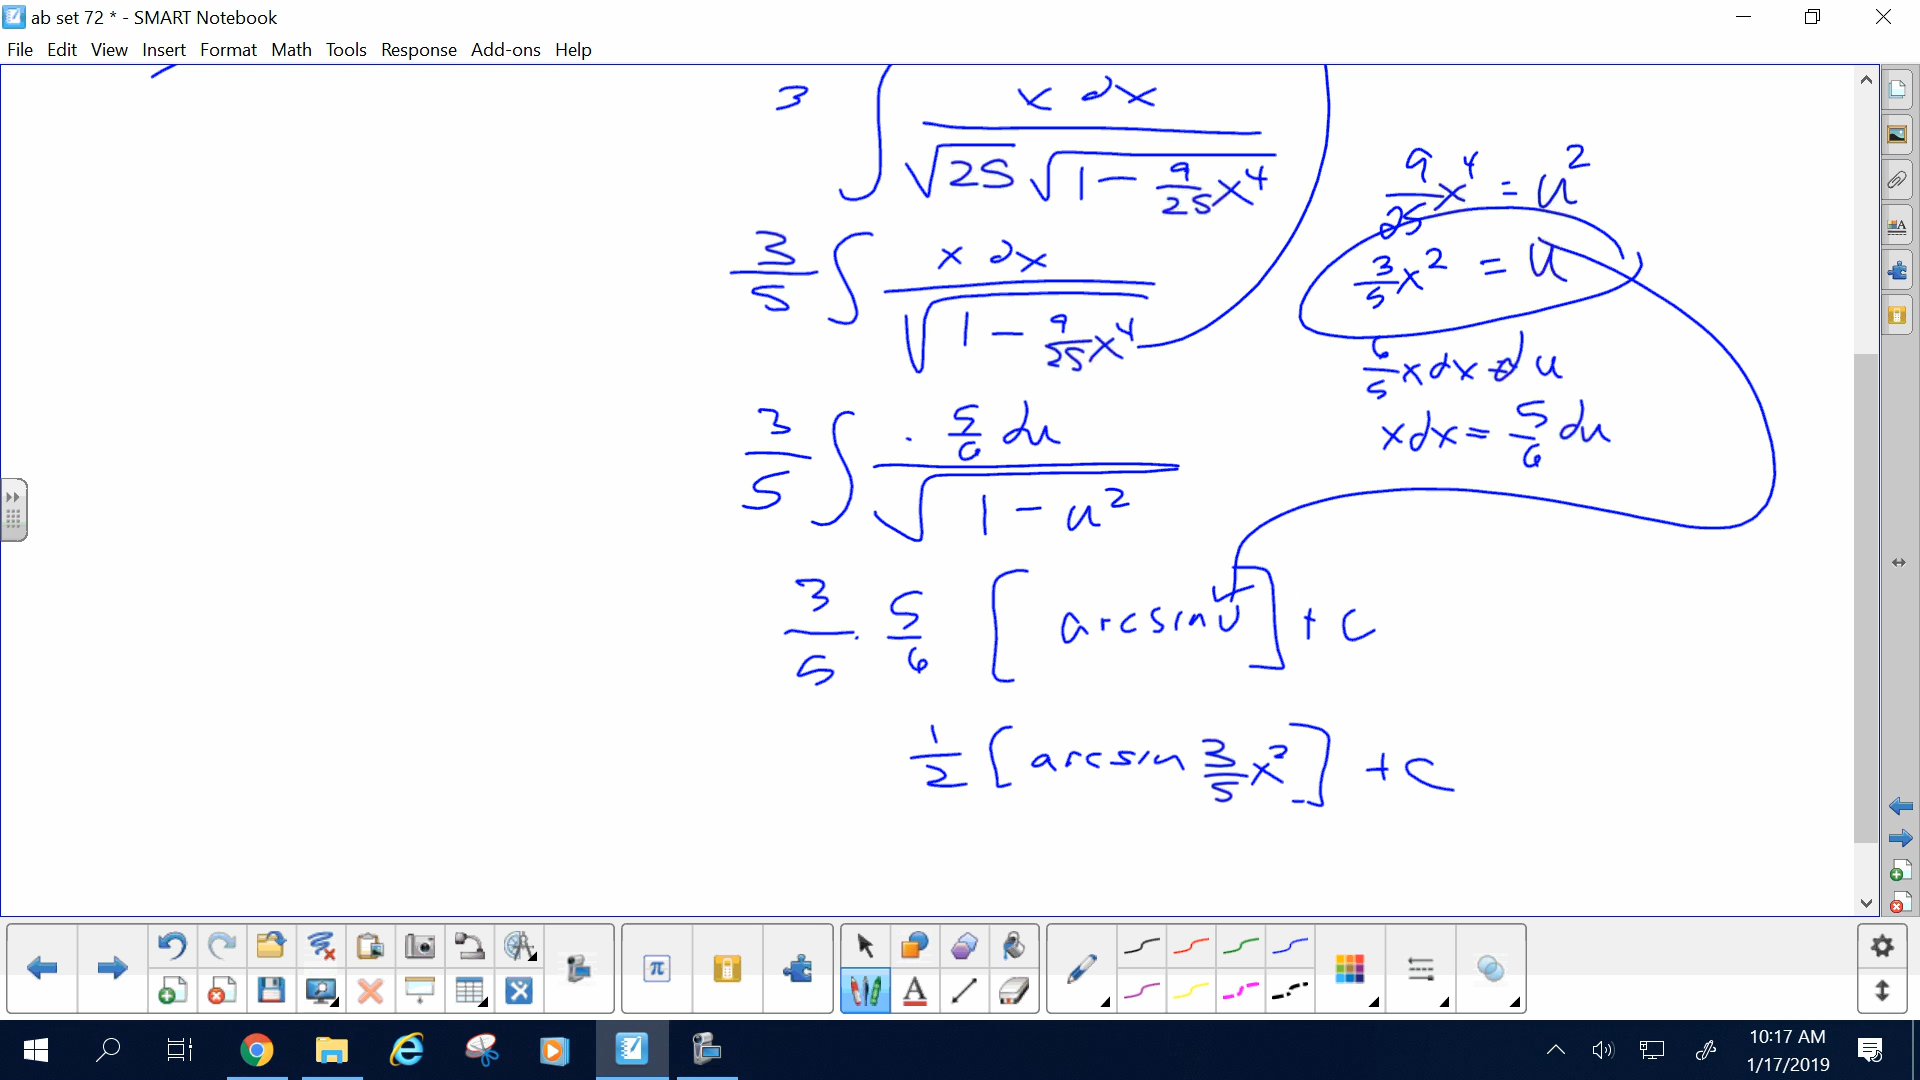 ab set 72 * - SMART Notebook
File Edit View Insert Format Math Tools Response Add-ons Help
3 ∫ x dx / √25 √1 - 9/25 x⁴
9/25 x⁴ = u²
3/5 ∫ x dx / √1 - 9/25 x⁴
3/5 x² = u
6/5 x dx = du
x dx = 5/6 du
3/5 ∫ · 5/6 du / √1 - u²
3/5 · 5/6 [ arcsin u ] + c
1/2 [ arcsin 3/5 x² ] + c
π
A
10:17 AM
1/17/2019